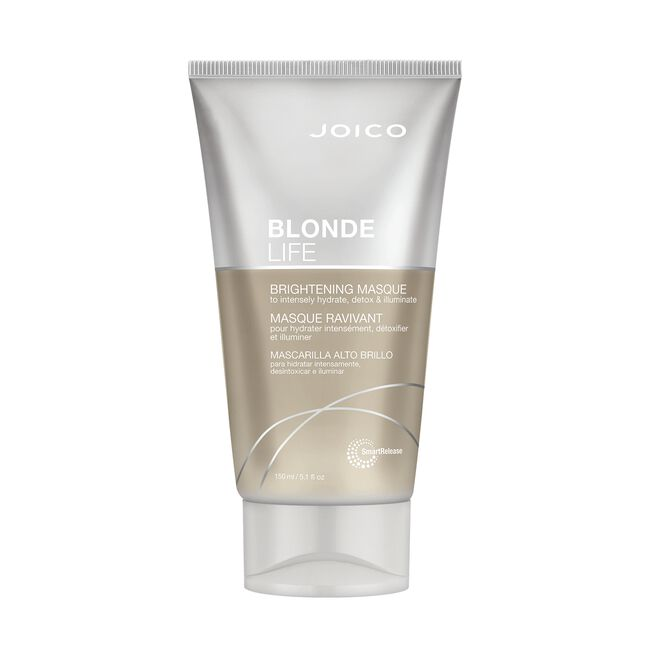 JOICO
BLONDE
LIFE
BRIGHTENING MASQUE
to intensely hydrate, detox & illuminate
MASQUE RAVIVANT
pour hydrater intensément, détoxifier
et illuminer
MASCARILLA ALTO BRILLO
para hidratar intensamente,
desintoxicar e iluminar
SmartRelease
150 ml / 5.1 fl oz